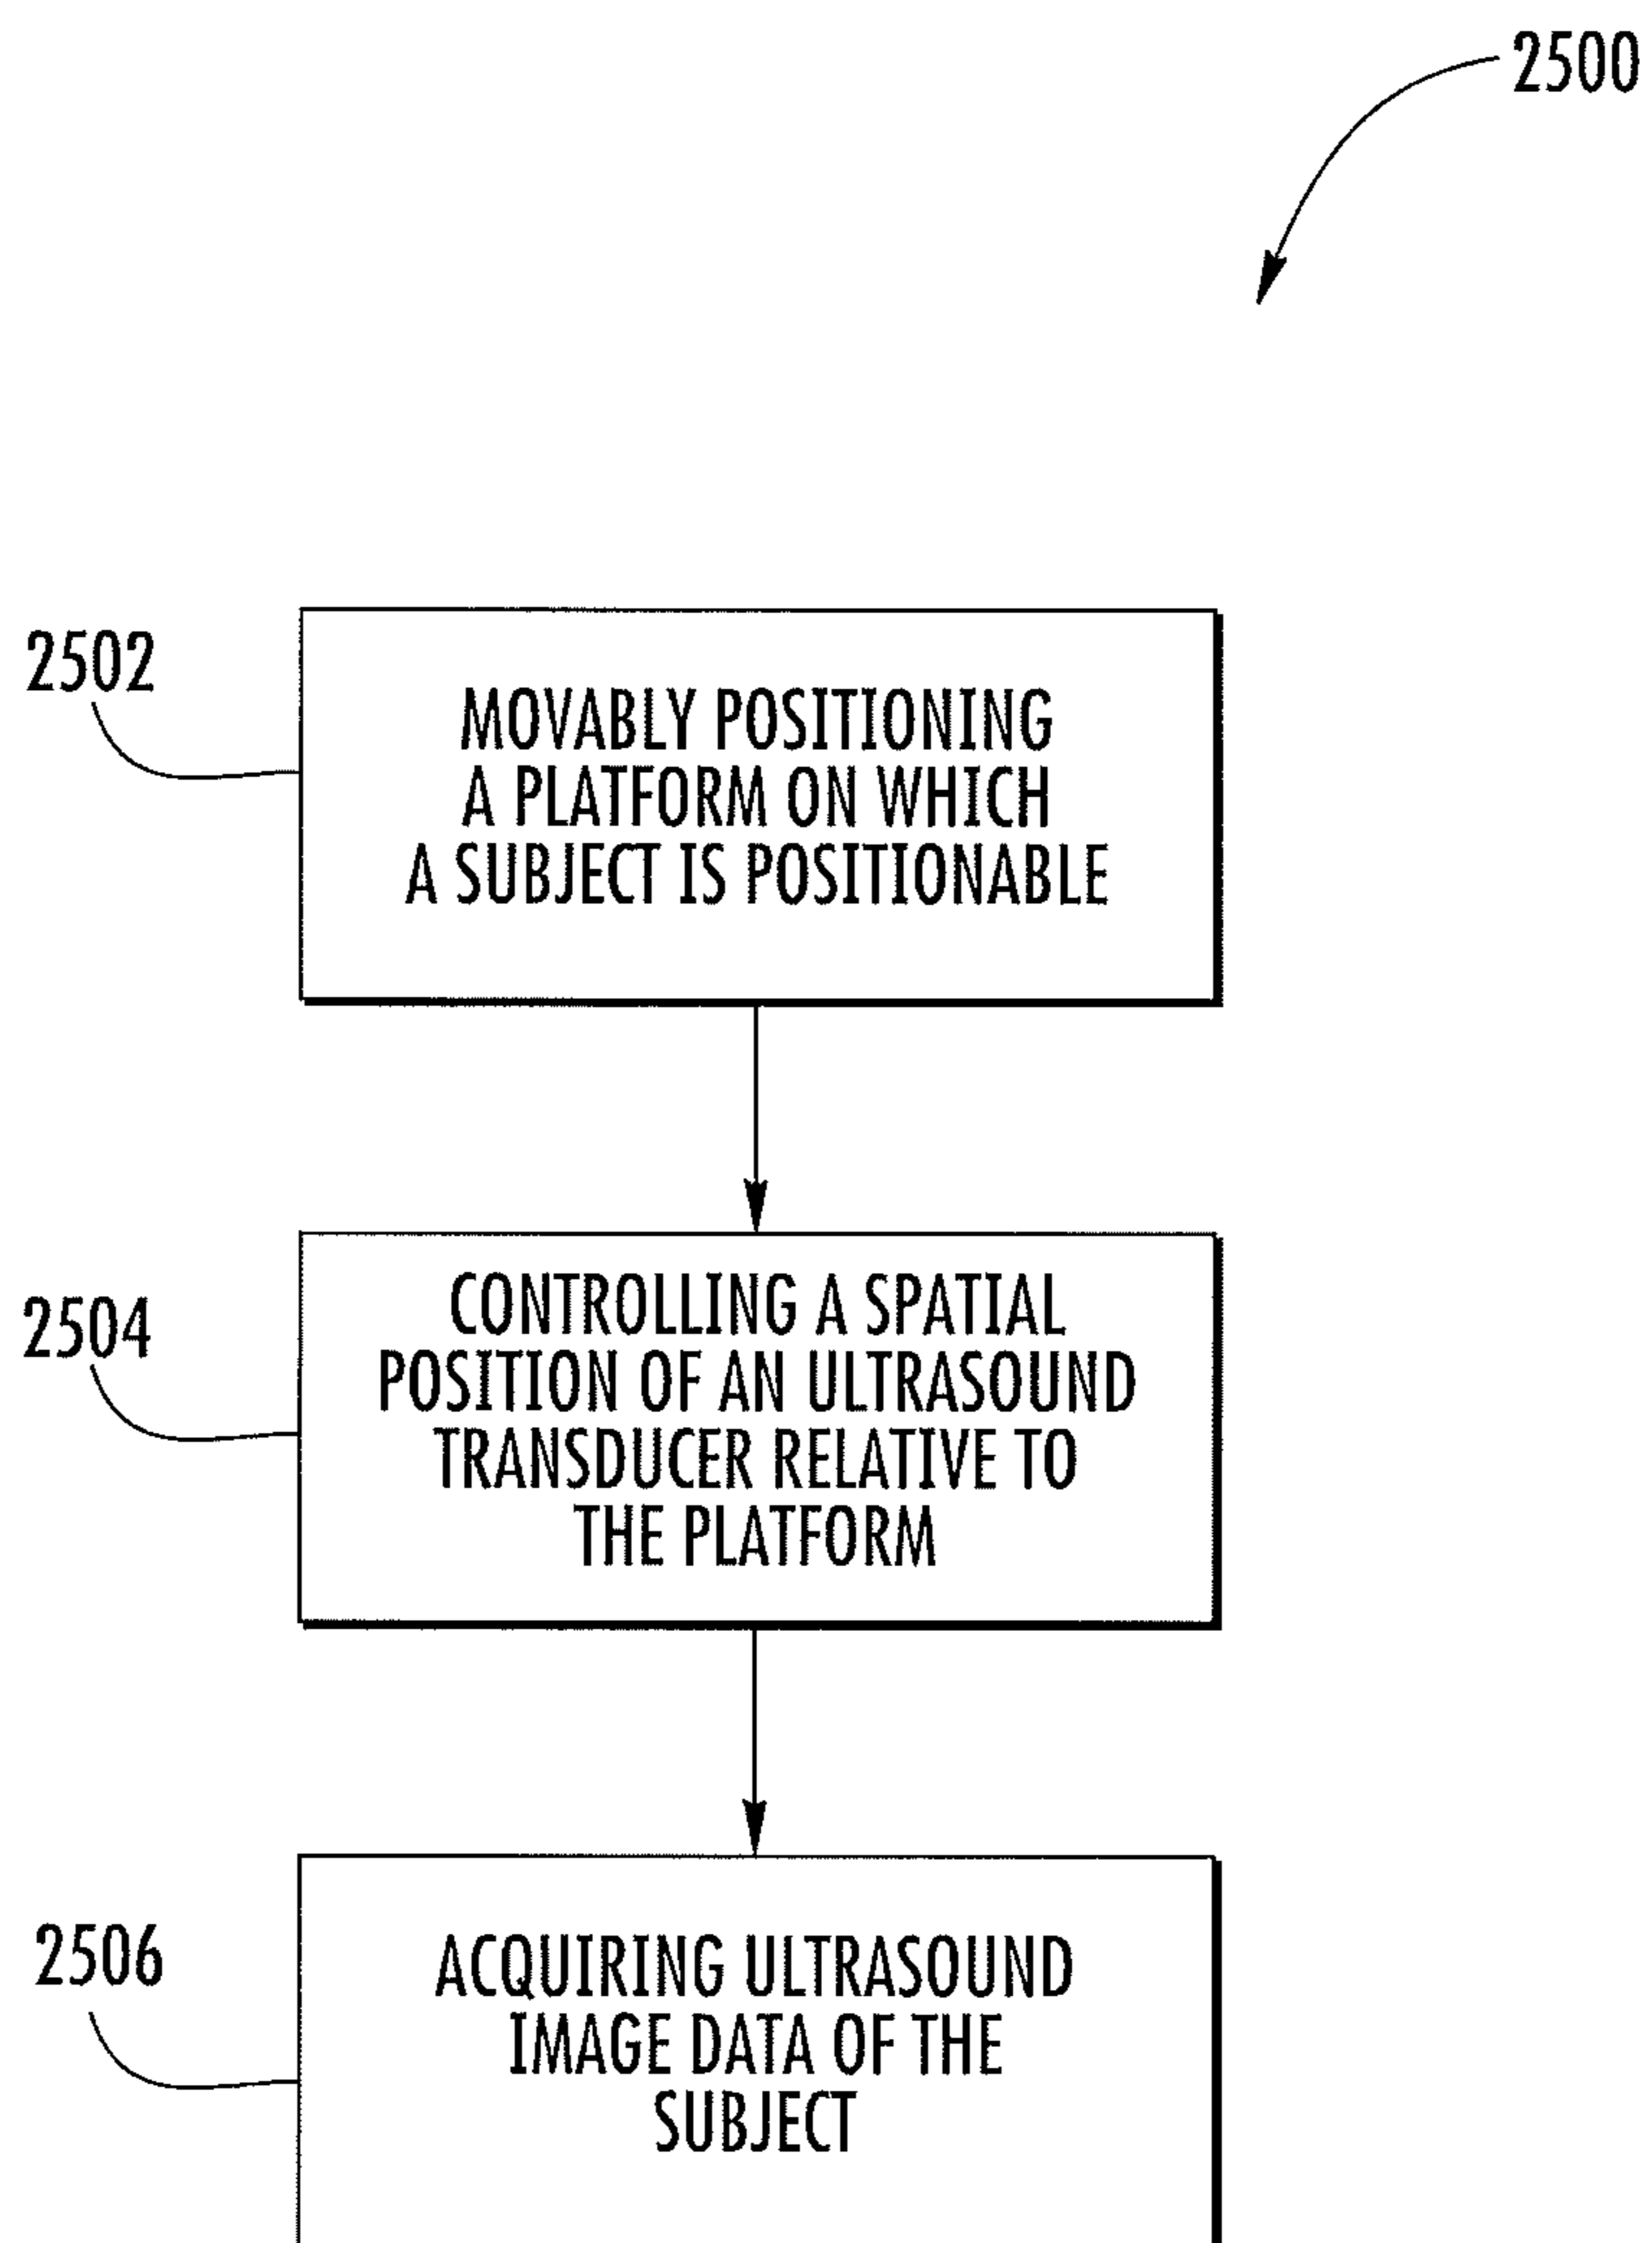 2500
2502
MOVABLY POSITIONING
A PLATFORM ON WHICH
A SUBJECT IS POSITIONABLE
2504
CONTROLLING A SPATIAL
POSITION OF AN ULTRASOUND
TRANSDUCER RELATIVE TO
THE PLATFORM
2506
ACQUIRING ULTRASOUND
IMAGE DATA OF THE
SUBJECT